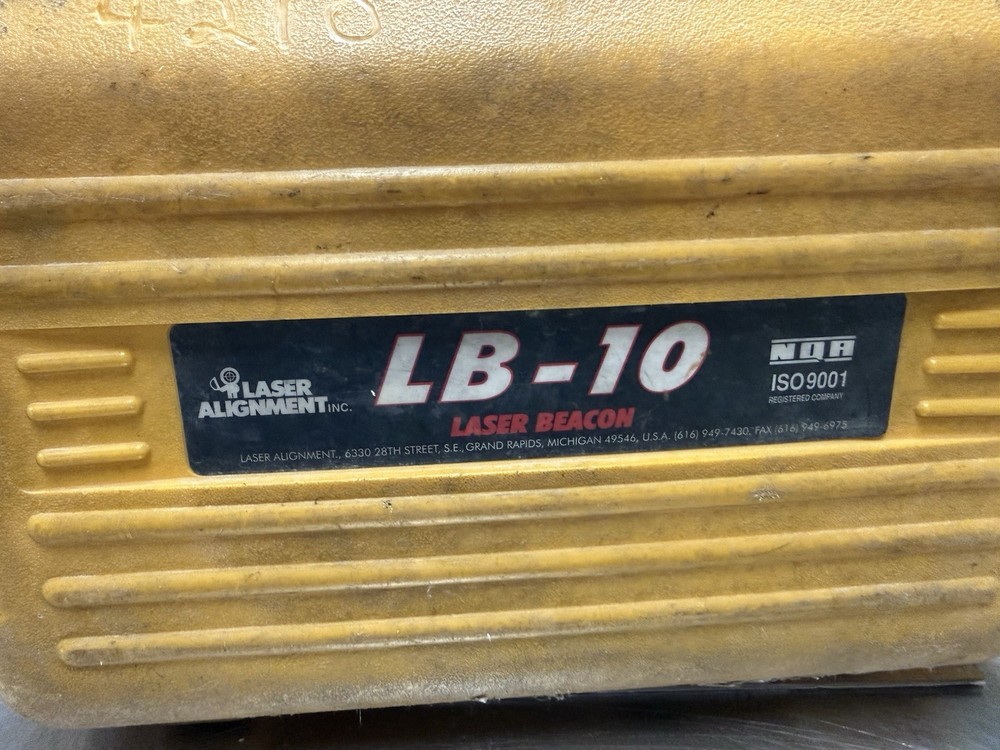 4210
LASER
ALIGNMENT INC.
LB-10
LASER BEACON
NQA
ISO 9001
REGISTERED COMPANY
LASER ALIGNMENT., 6330 28TH STREET, S.E., GRAND RAPIDS, MICHIGAN 49546, U.S.A. (616) 949-7430, FAX (616) 949-6975